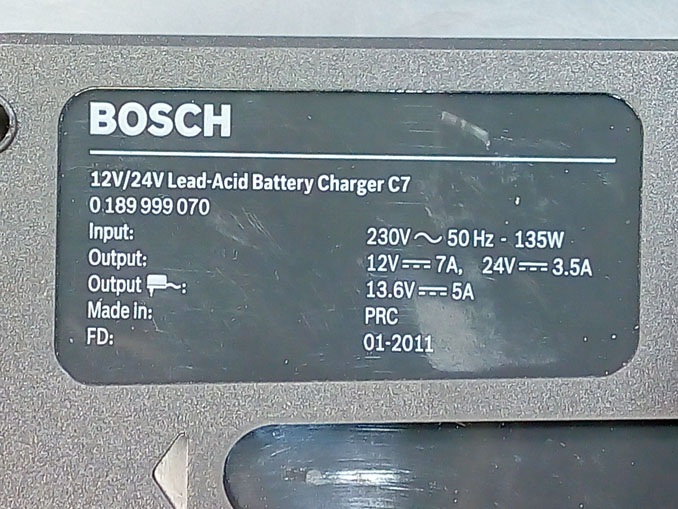 BOSCH
12V/24V Lead-Acid Battery Charger C7
0 189 999 070
Input: 230V ~ 50 Hz - 135W
Output: 12V ⎓ 7A, 24V ⎓ 3.5A
Output : 13.6V ⎓ 5A
Made in: PRC
FD: 01-2011